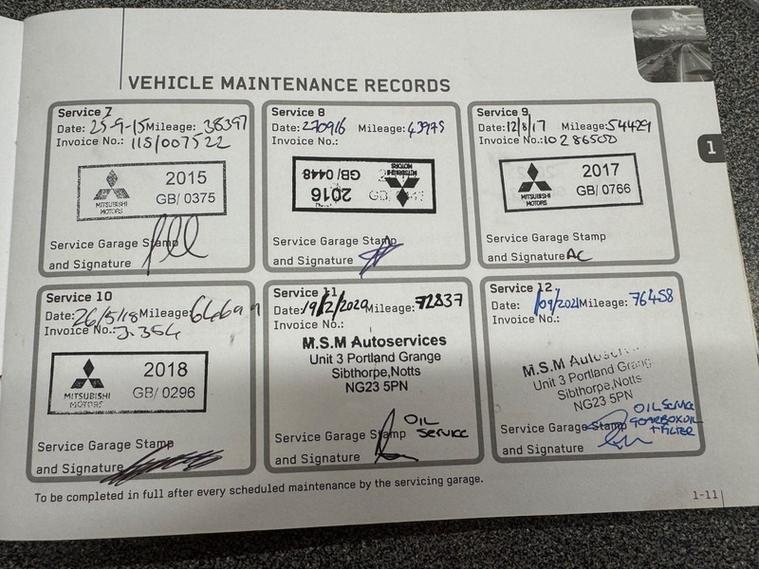 VEHICLE MAINTENANCE RECORDS
Service 7
Date: 25-9-15 Mileage: 38397
Invoice No.: 115/007522
MITSUBISHI MOTORS
2015
GB/ 0375
Service Garage Stamp
and Signature
Service 8
Date: 270916 Mileage: 43975
Invoice No.:
MITSUBISHI MOTORS
2016
GB/ 0448
Service Garage Stamp
and Signature
Service 9
Date: 12/8/17 Mileage: 54429
Invoice No.: 10286500
MITSUBISHI MOTORS
2017
GB/ 0766
Service Garage Stamp
and Signature AC
1
Service 10
Date: 26/5/18 Mileage: 64699
Invoice No.: J.354
MITSUBISHI MOTORS
2018
GB/ 0296
Service Garage Stamp
and Signature
Service 11
Date: 19/2/2020 Mileage: 72837
Invoice No.:
M.S.M Autoservices
Unit 3 Portland Grange
Sibthorpe,Notts
NG23 5PN
Service Garage Stamp
and Signature
OIL
SERVICE
Service 12
Date: 1/09/2021 Mileage: 76458
Invoice No.:
M.S.M
Unit 3 Portland Grang
Sibthorpe,Notts
NG23 5PN
OIL SERVICE
GEARBOX OIL
+ FILTER
Service Garage Stamp
and Signature
To be completed in full after every scheduled maintenance by the servicing garage.
1-11